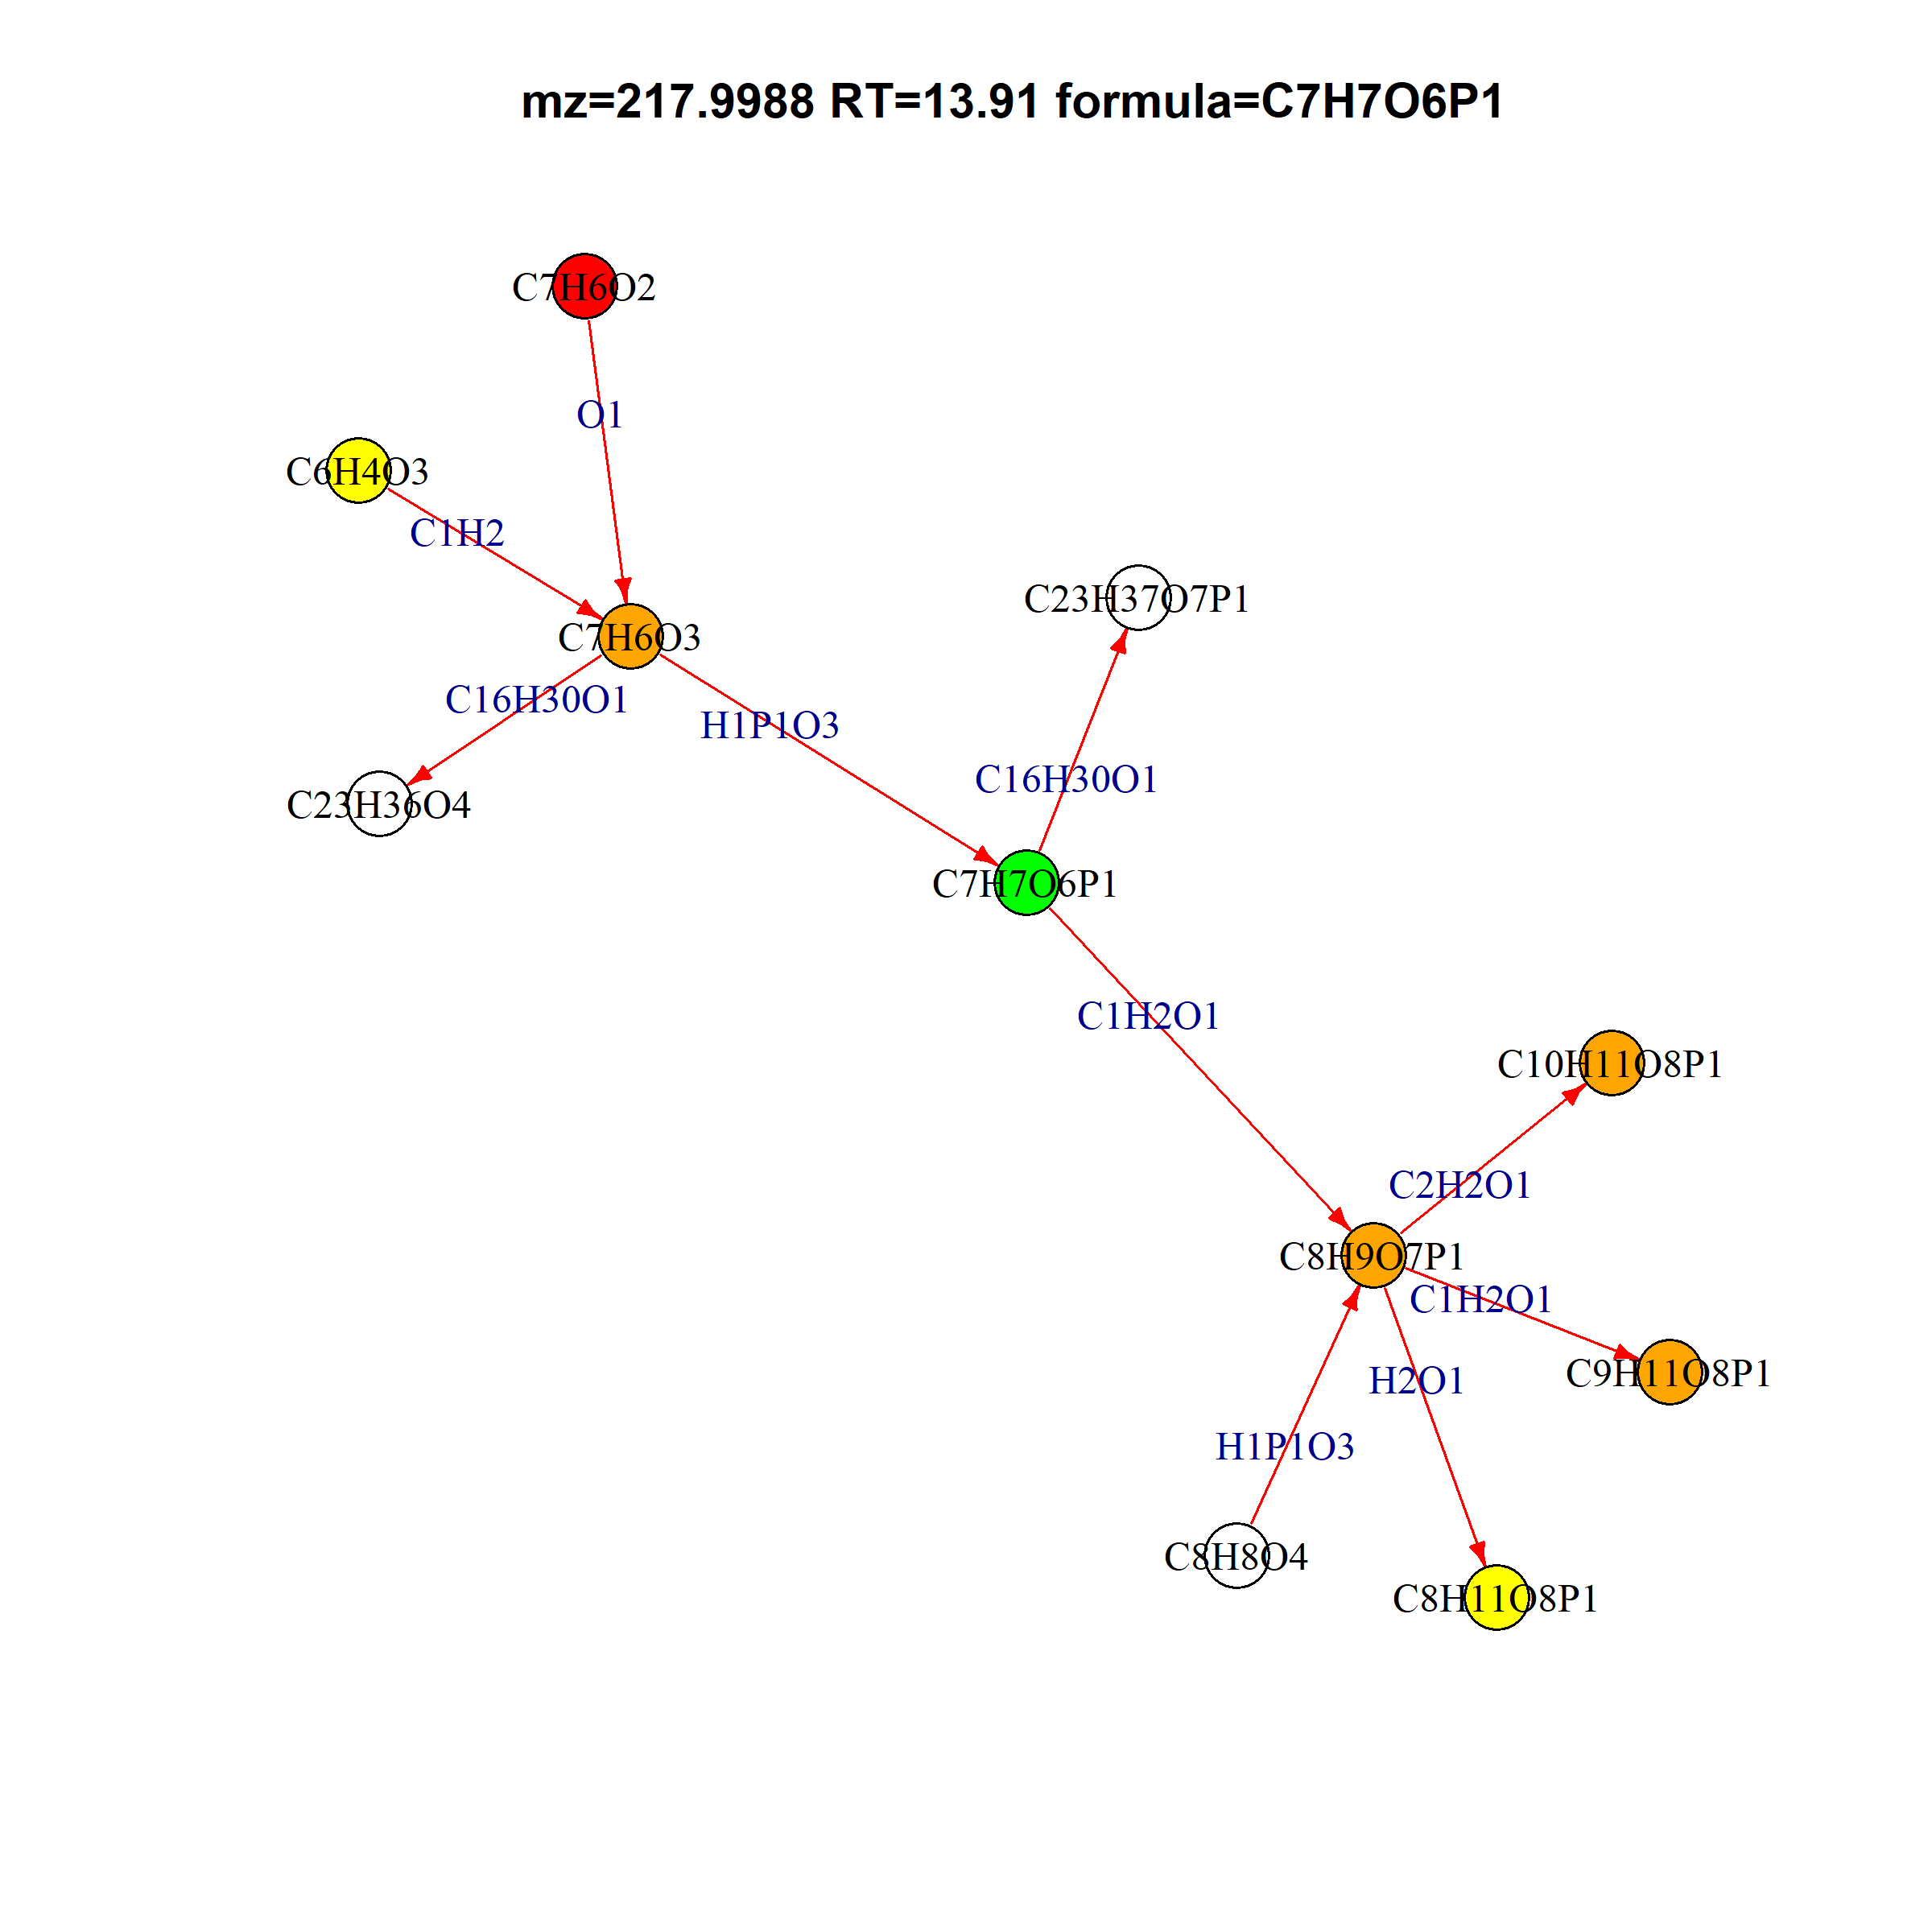 mz=217.9988 RT=13.91 formula=C7H7O6P1
C7H6O2
O1
C6H4O3
C1H2
C23H37O7P1
C7H6O3
C16H30O1
H1P1O3
C16H30O1
C23H36O4
C7H7O6P1
C1H2O1
C10H11O8P1
C2H2O1
C8H9O7P1
C1H2O1
C9H11O8P1
H2O1
H1P1O3
C8H8O4
C8H11O8P1